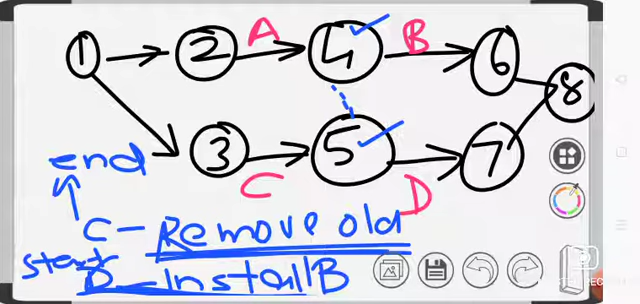 1 2 A 4 B 6
8
3 C 5 D 7
end
C - Remove old
start
D - Install B